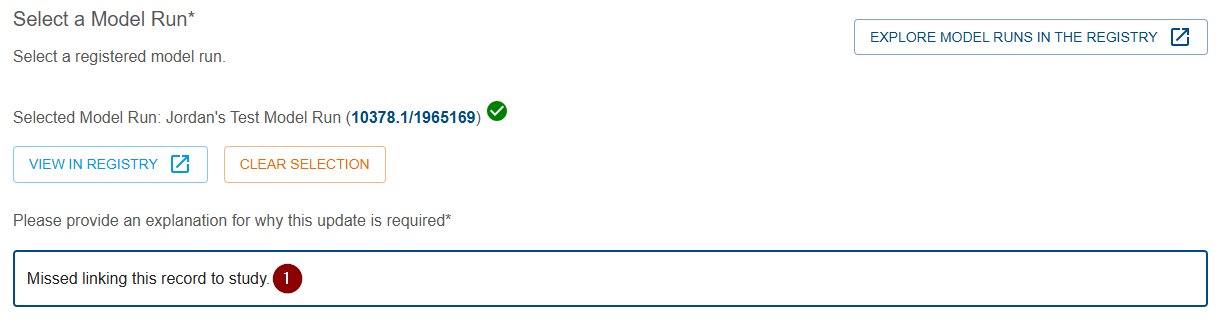 Select a Model Run*
EXPLORE MODEL RUNS IN THE REGISTRY
Select a registered model run.
Selected Model Run: Jordan's Test Model Run (10378.1/1965169)
VIEW IN REGISTRY
CLEAR SELECTION
Please provide an explanation for why this update is required*
Missed linking this record to study. 1